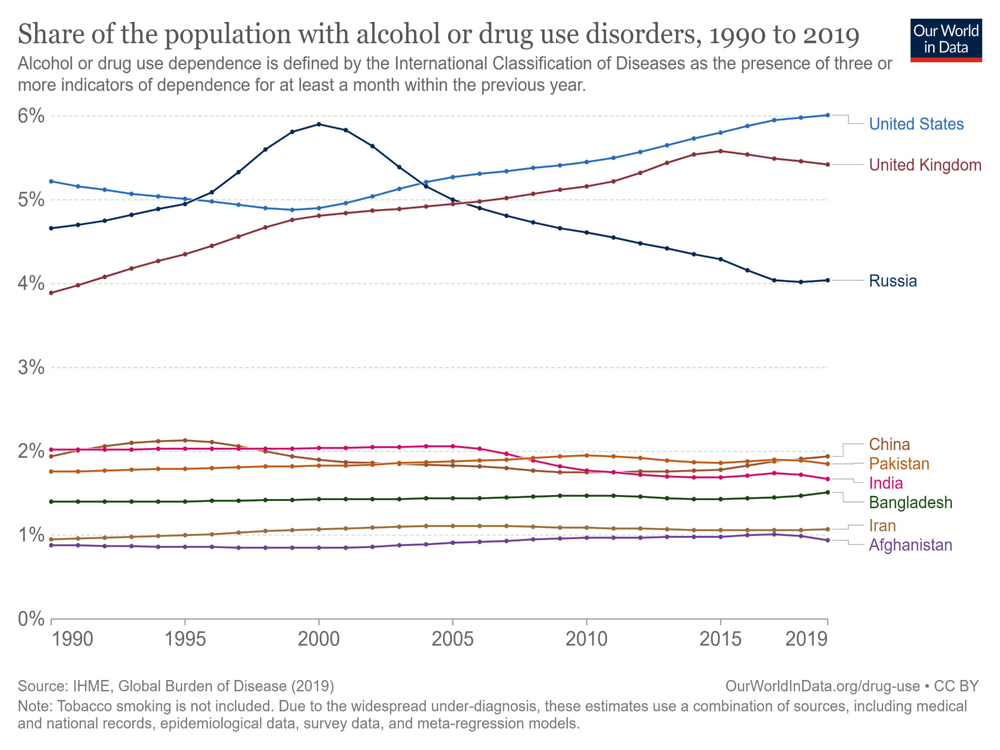 Share of the population with alcohol or drug use disorders, 1990 to 2019
Our World
in Data
Alcohol or drug use dependence is defined by the International Classification of Diseases as the presence of three or
more indicators of dependence for at least a month within the previous year.
6%
5%
4%
3%
2%
1%
0%
United States
United Kingdom
Russia
China
Pakistan
India
Bangladesh
Iran
Afghanistan
1990 1995 2000 2005 2010 2015 2019
Source: IHME, Global Burden of Disease (2019)
OurWorldInData.org/drug-use • CC BY
Note: Tobacco smoking is not included. Due to the widespread under-diagnosis, these estimates use a combination of sources, including medical
and national records, epidemiological data, survey data, and meta-regression models.